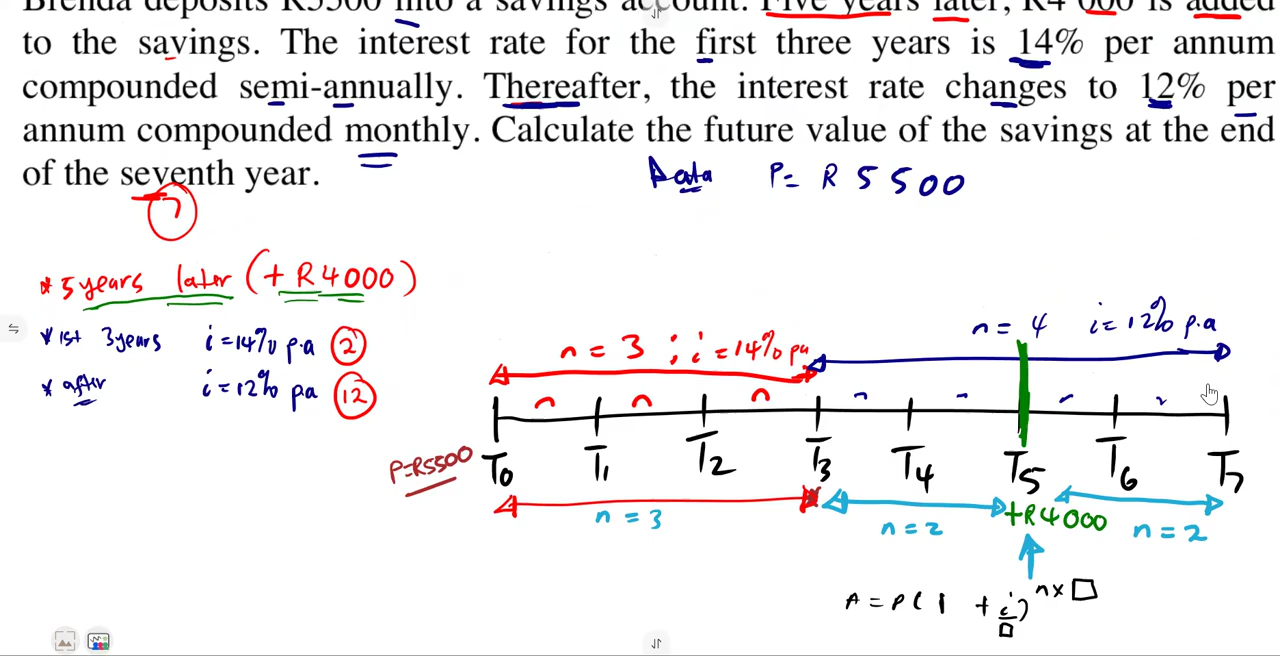 Brenda deposits R5500 into a savings account. Five years later, R4 000 is added
to the savings. The interest rate for the first three years is 14% per annum
compounded semi-annually. Thereafter, the interest rate changes to 12% per
annum compounded monthly. Calculate the future value of the savings at the end
of the seventh year.
Data P= R 5 5 00
7
* 5 years later (+ R4000)
* 1st 3years i=14% p.a 2
* after i=12% pa 12
n = 3 ; i = 14% pa
n = 4 i=12% p.a
P=R5500 T0 T1 T2 T3 T4 T5 T6 T7
n = 3 n=2 +R4000 n=2
A = P( 1 + i/□)^n×□